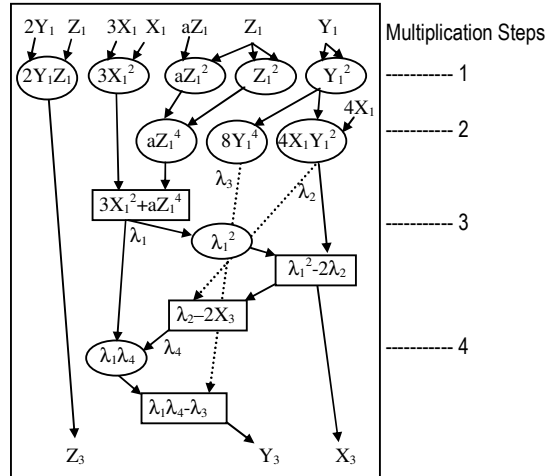 2Y₁ Z₁ 3X₁ X₁ aZ₁ Z₁ Y₁
Multiplication Steps
2Y₁Z₁ 3X₁² aZ₁² Z₁² Y₁²
----------- 1
4X₁
aZ₁⁴ 8Y₁⁴ 4X₁Y₁²
----------- 2
λ₃ λ₂
3X₁²+aZ₁⁴
----------- 3
λ₁ λ₁²
λ₁²-2λ₂
λ₂–2X₃
λ₁λ₄ λ₄
----------- 4
λ₁λ₄-λ₃
Z₃ Y₃ X₃